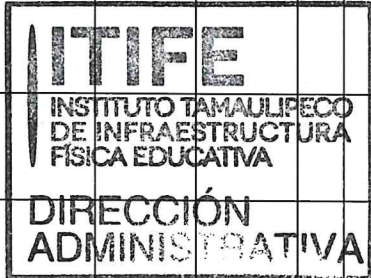 ITIFE
INSTITUTO TAMAULIPECO
DE INFRAESTRUCTURA
FÍSICA EDUCATIVA
DIRECCIÓN
ADMINISTRATIVA